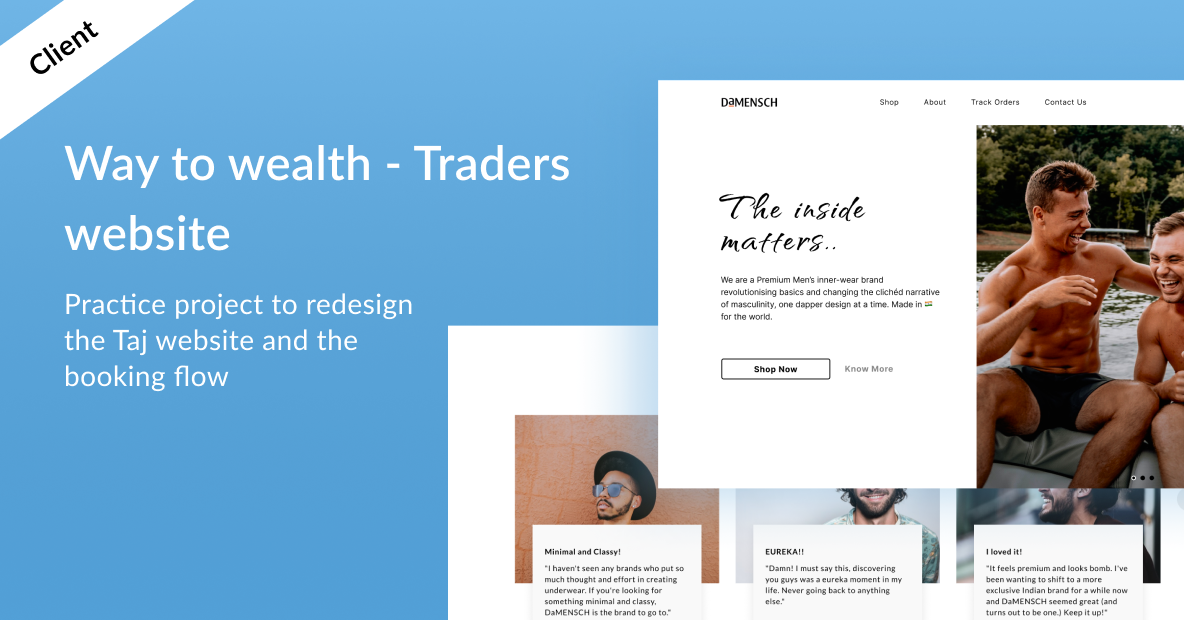 Client
Way to wealth - Traders
website
Practice project to redesign
the Taj website and the
booking flow
DaMENSCH
Shop About Track Orders Contact Us
The inside
matters..
We are a Premium Men's inner-wear brand
revolutionising basics and changing the clichéd narrative
of masculinity, one dapper design at a time. Made in 🇮🇳
for the world.
Shop Now Know More
Minimal and Classy!
"I haven't seen any brands who put so
much thought and effort in creating
underwear. If you're looking for
something minimal and classy,
DaMENSCH is the brand to go to."
EUREKA!!
"Damn! I must say this, discovering
you guys was a eureka moment in my
life. Never going back to anything
else."
I loved it!
"It feels premium and looks bomb. I've
been wanting to shift to a more
exclusive Indian brand for a while now
and DaMENSCH seemed great (and
turns out to be one.) Keep it up!"